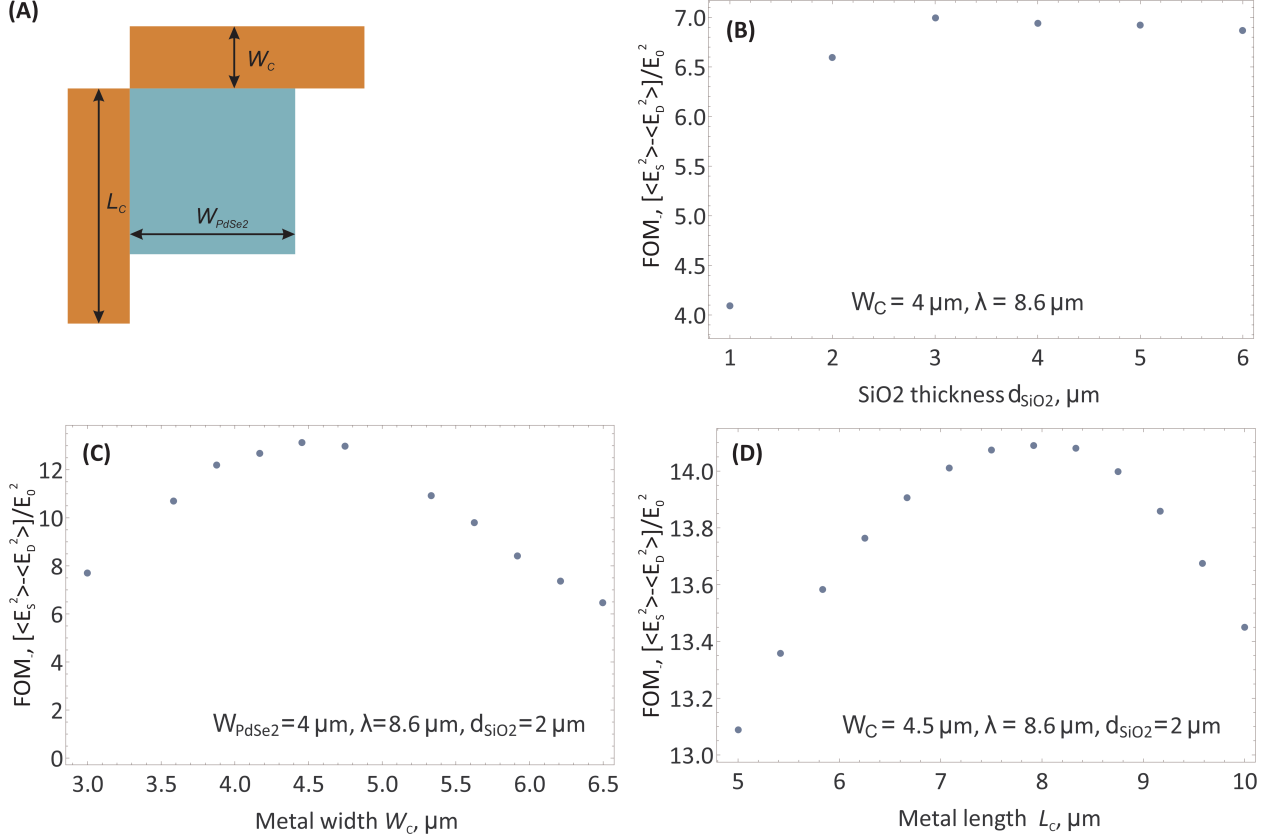 (A)
W_C
L_C
W_PdSe2
(B)
FOM_-, [<E_S^2>-<E_D^2>]/E_0^2
7.0
6.5
6.0
5.5
5.0
4.5
4.0
W_C = 4 μm, λ = 8.6 μm
1 2 3 4 5 6
SiO2 thickness d_SiO2, μm
(C)
FOM_-, [<E_S^2>-<E_D^2>]/E_0^2
12
10
8
6
4
2
0
W_PdSe2=4 μm, λ=8.6 μm, d_SiO2=2 μm
3.0 3.5 4.0 4.5 5.0 5.5 6.0 6.5
Metal width W_C, μm
(D)
FOM_-, [<E_S^2>-<E_D^2>]/E_0^2
14.0
13.8
13.6
13.4
13.2
13.0
W_C = 4.5 μm, λ = 8.6 μm, d_SiO2=2 μm
5 6 7 8 9 10
Metal length L_C, μm